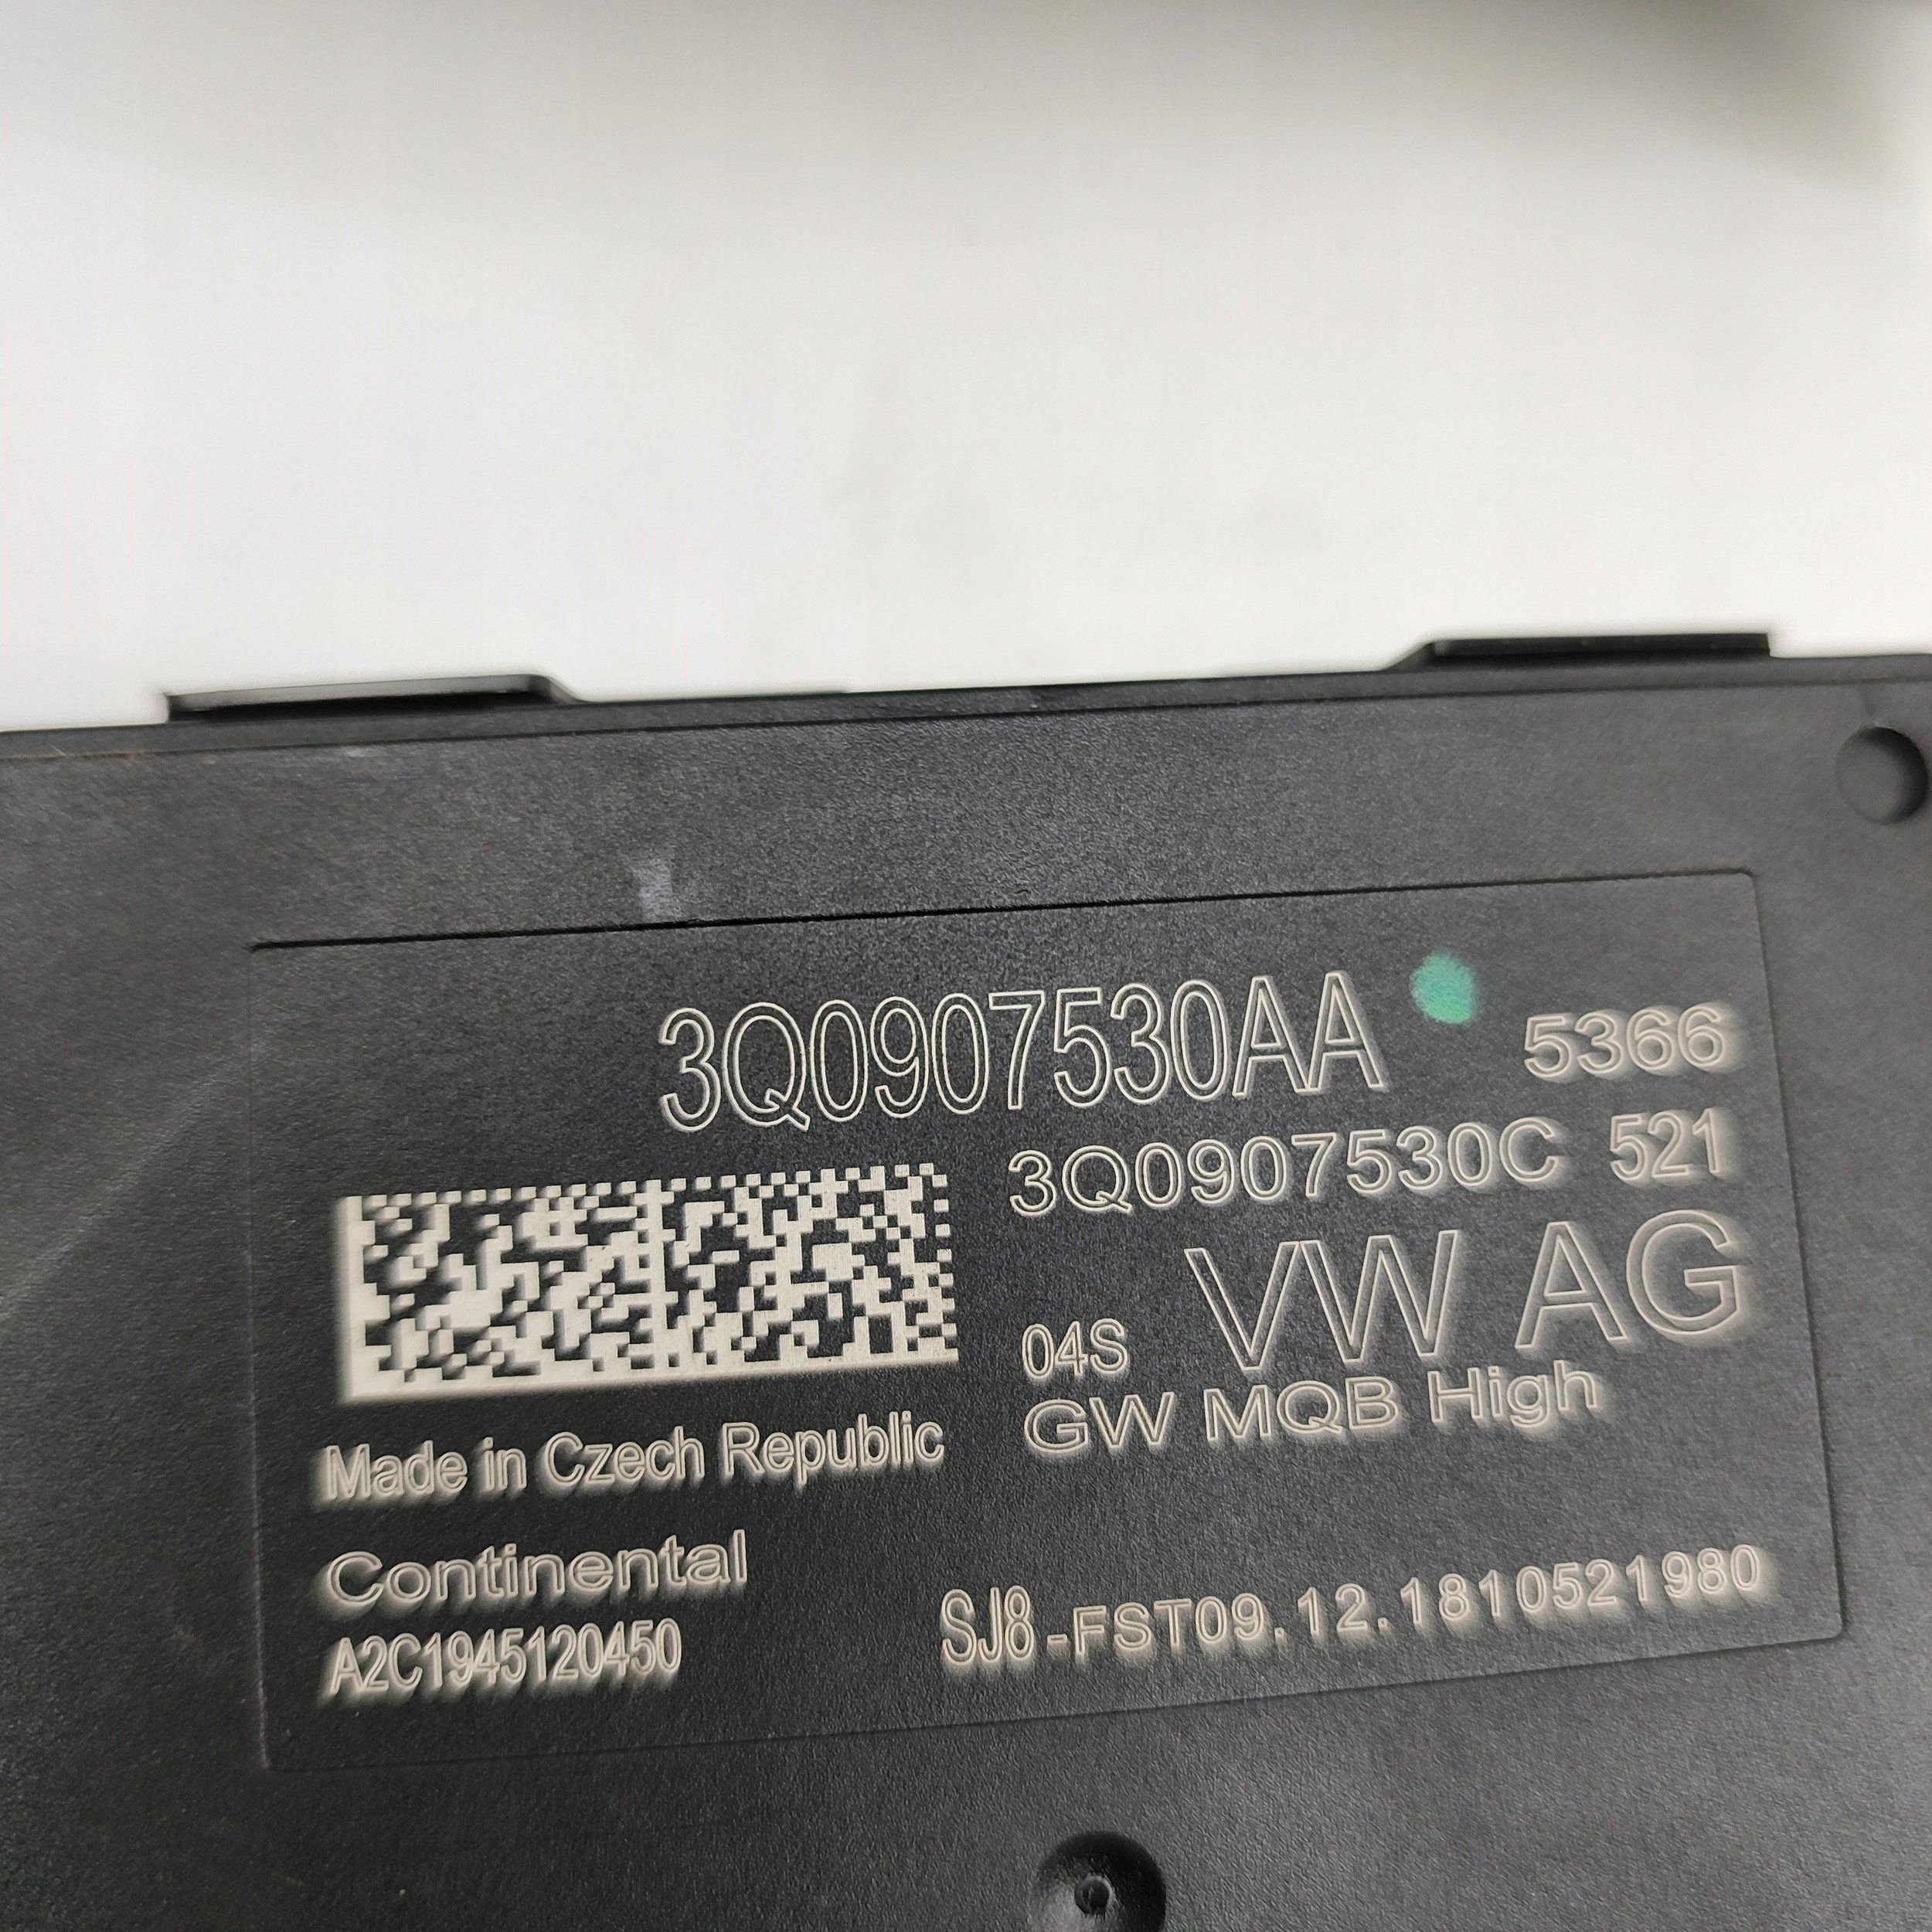 3Q0907530AA 5366
3Q0907530C 521
04S VW AG
GW MQB High
Made in Czech Republic
Continental
A2C1945120450
SJ8-FST09.12.1810521980